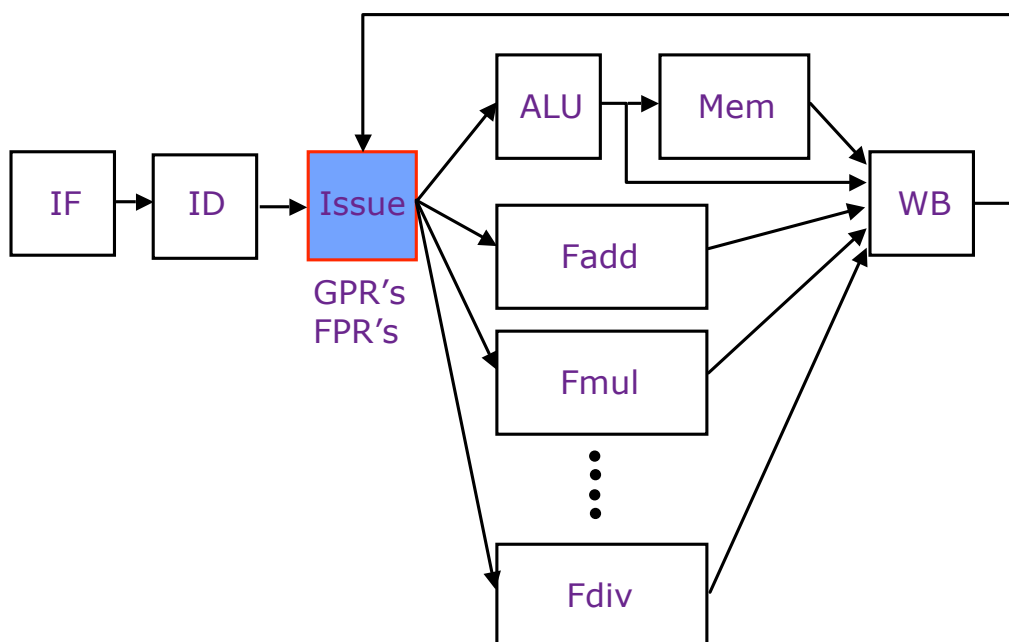 ALU
Mem
IF
ID
Issue
WB
GPR's
FPR's
Fadd
Fmul
Fdiv